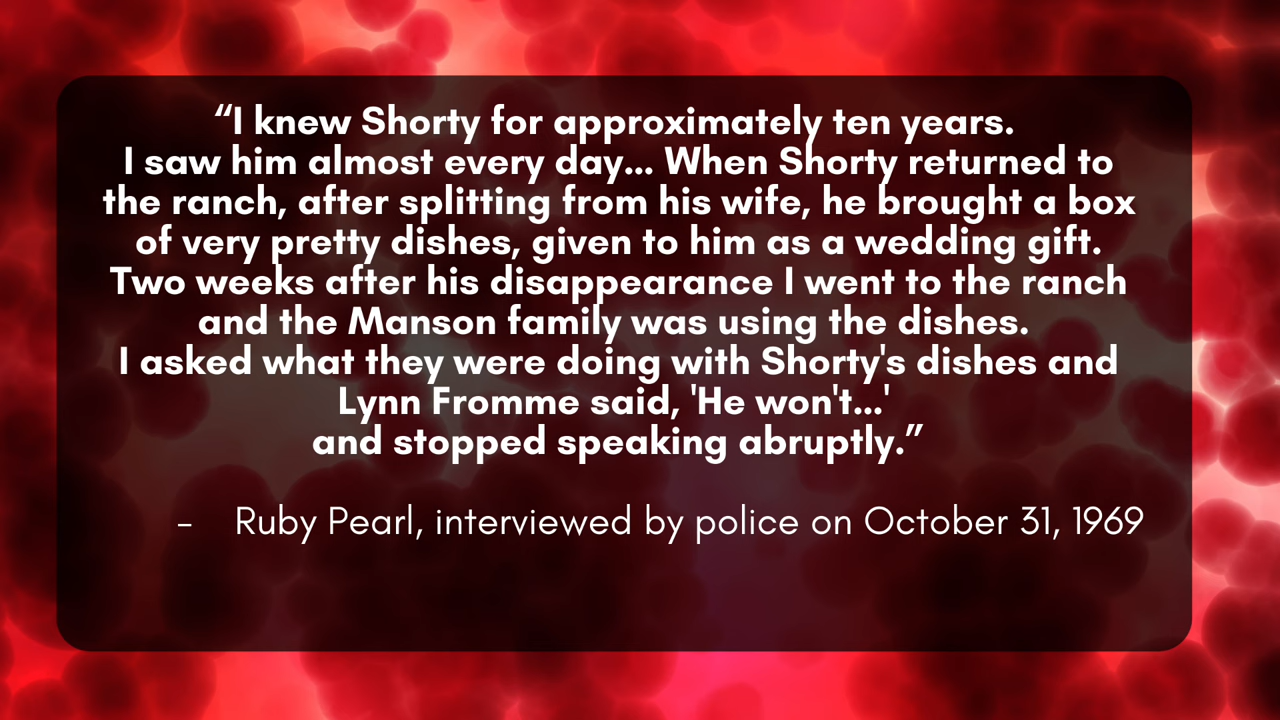 “I knew Shorty for approximately ten years.
I saw him almost every day... When Shorty returned to
the ranch, after splitting from his wife, he brought a box
of very pretty dishes, given to him as a wedding gift.
Two weeks after his disappearance I went to the ranch
and the Manson family was using the dishes.
I asked what they were doing with Shorty's dishes and
Lynn Fromme said, 'He won't...'
and stopped speaking abruptly.”
- Ruby Pearl, interviewed by police on October 31, 1969